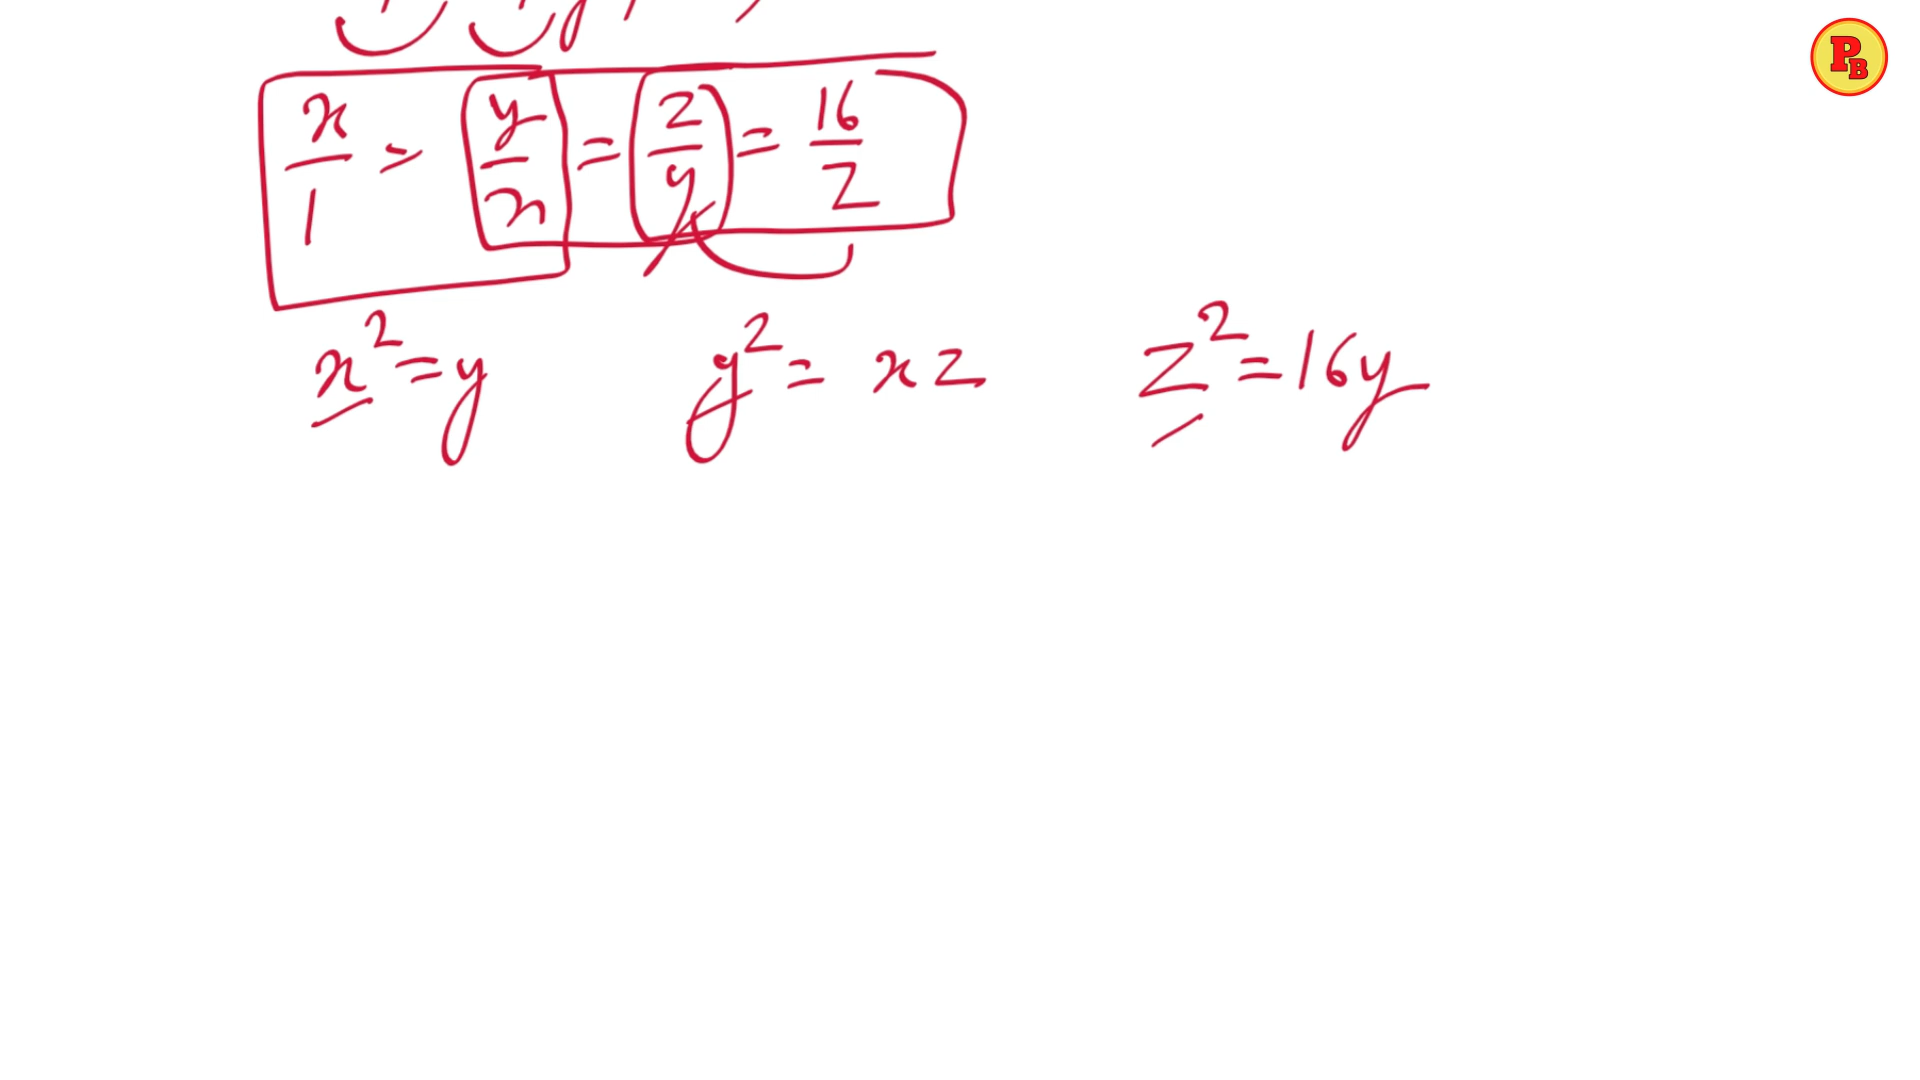 PB
x/1 = y/x = z/y = 16/z
x² = y y² = xz z² = 16y